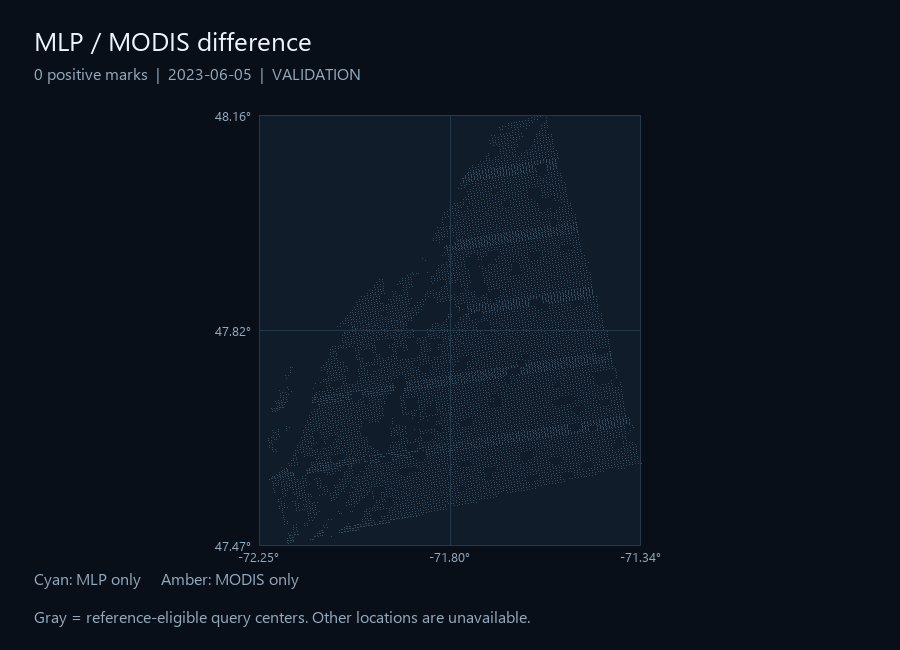 MLP / MODIS difference
0 positive marks | 2023-06-05 | VALIDATION
48.16°
47.82°
47.47°
-72.25° -71.80° -71.34°
Cyan: MLP only Amber: MODIS only
Gray = reference-eligible query centers. Other locations are unavailable.